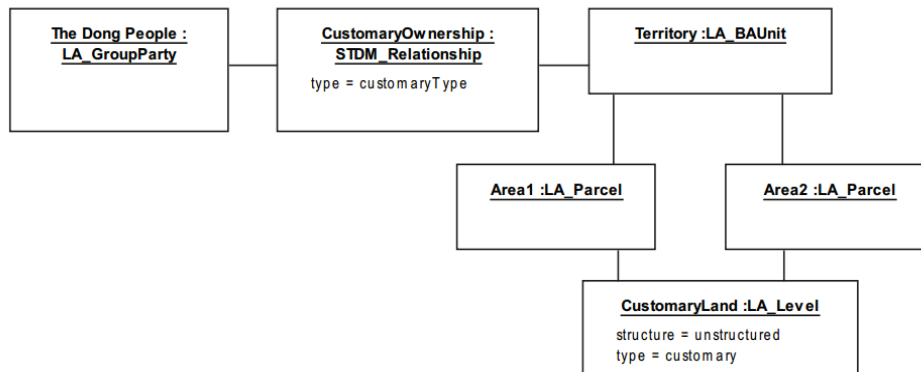 The Dong People :
LA_GroupParty
CustomaryOwnership :
STDM_Relationship
type = customaryType
Territory :LA_BAUnit
Area1 :LA_Parcel
Area2 :LA_Parcel
CustomaryLand :LA_Level
structure = unstructured
type = customary